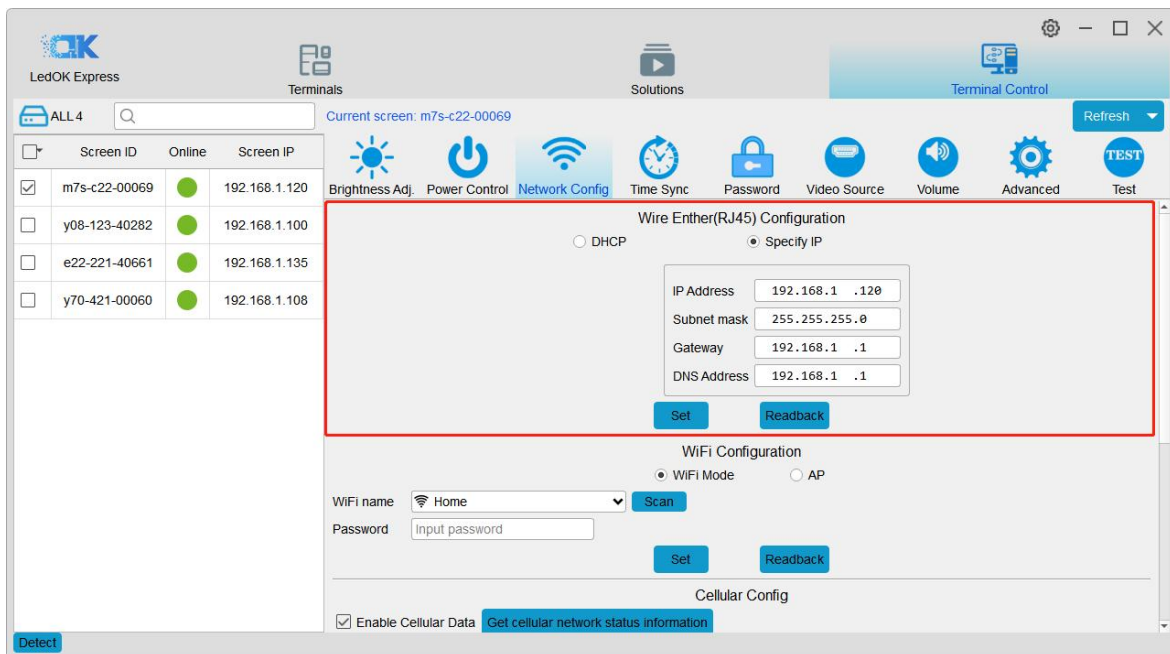 LedOK Express
Terminals
Solutions
Terminal Control
ALL 4
Current screen: m7s-c22-00069
Refresh
Screen ID Online Screen IP
m7s-c22-00069 192.168.1.120
y08-123-40282 192.168.1.100
e22-221-40661 192.168.1.135
y70-421-00060 192.168.1.108
Brightness Adj. Power Control Network Config Time Sync Password Video Source Volume Advanced Test
TEST
Wire Enther(RJ45) Configuration
DHCP Specify IP
IP Address 192.168.1 .120
Subnet mask 255.255.255.0
Gateway 192.168.1 .1
DNS Address 192.168.1 .1
Set Readback
WiFi Configuration
WiFi Mode AP
WiFi name Home Scan
Password Input password
Set Readback
Cellular Config
Enable Cellular Data Get cellular network status information
Detect